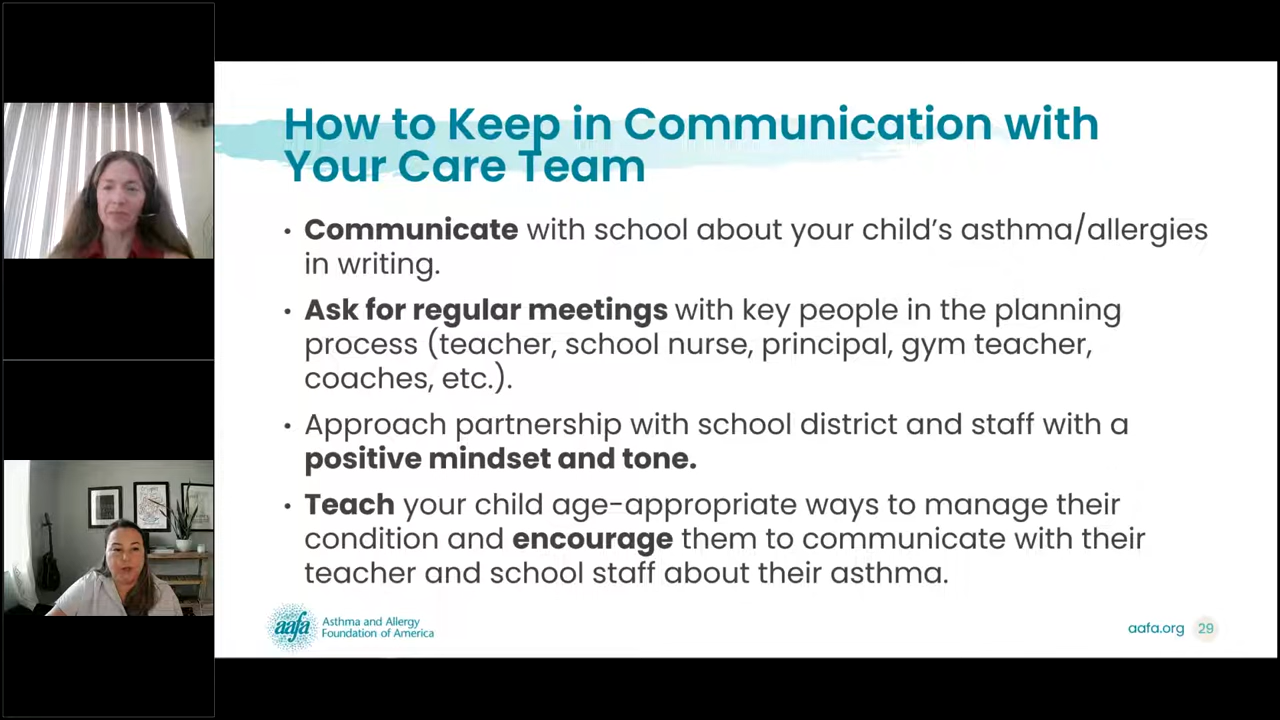 How to Keep in Communication with
Your Care Team
• Communicate with school about your child's asthma/allergies
in writing.
• Ask for regular meetings with key people in the planning
process (teacher, school nurse, principal, gym teacher,
coaches, etc.).
• Approach partnership with school district and staff with a
positive mindset and tone.
• Teach your child age-appropriate ways to manage their
condition and encourage them to communicate with their
teacher and school staff about their asthma.
aafa Asthma and Allergy
Foundation of America
aafa.org 29